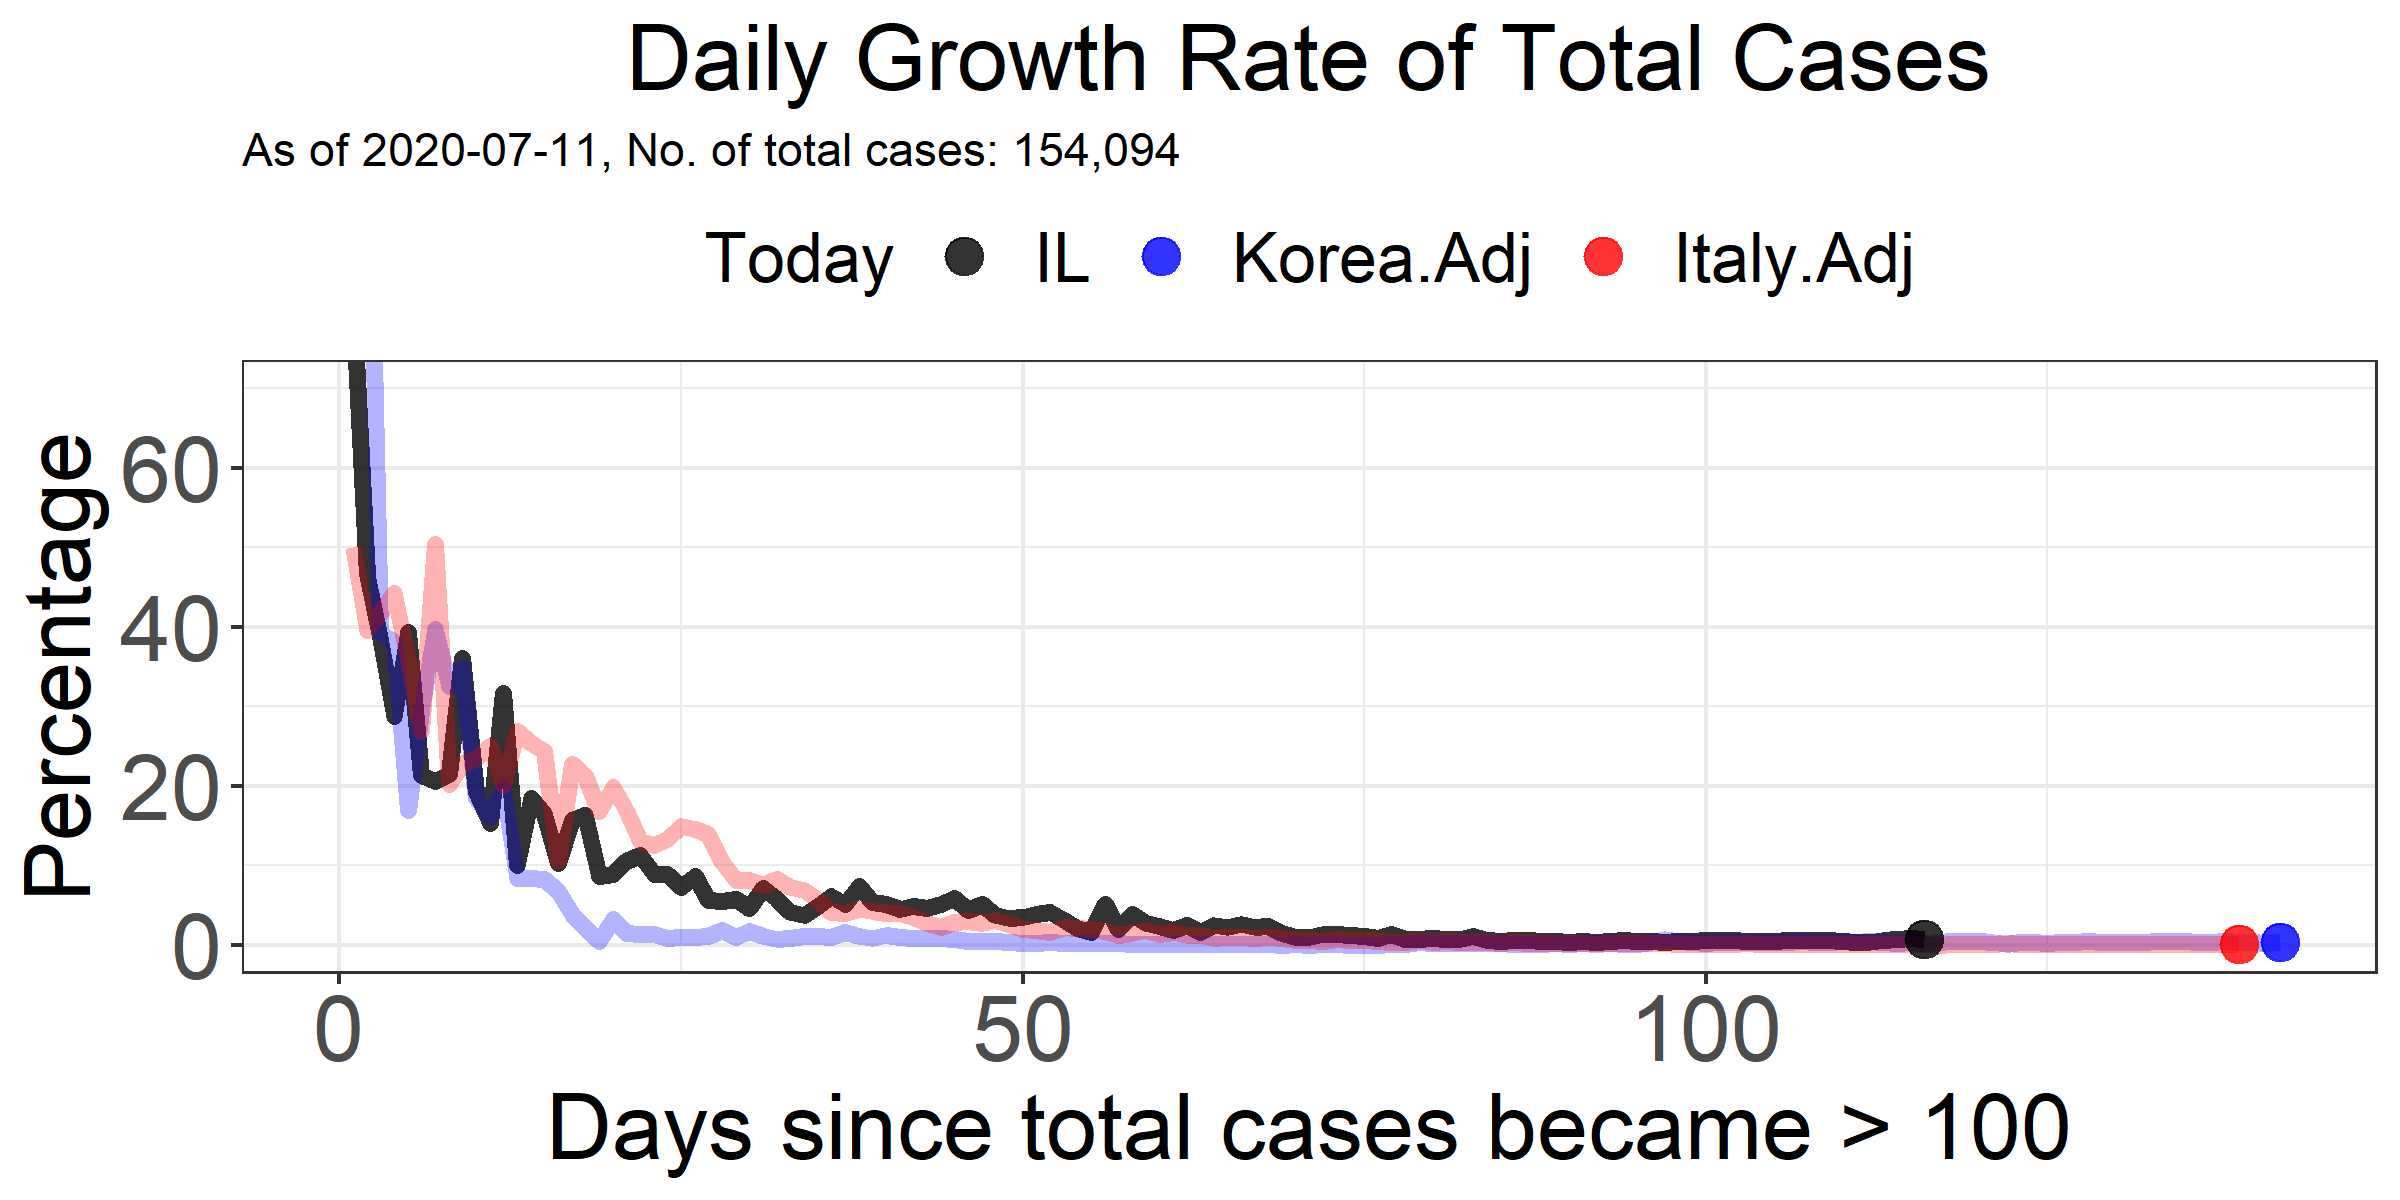 Daily Growth Rate of Total Cases
As of 2020-07-11, No. of total cases: 154,094
Today IL Korea.Adj Italy.Adj
Percentage
60
40
20
0
0 50 100
Days since total cases became > 100